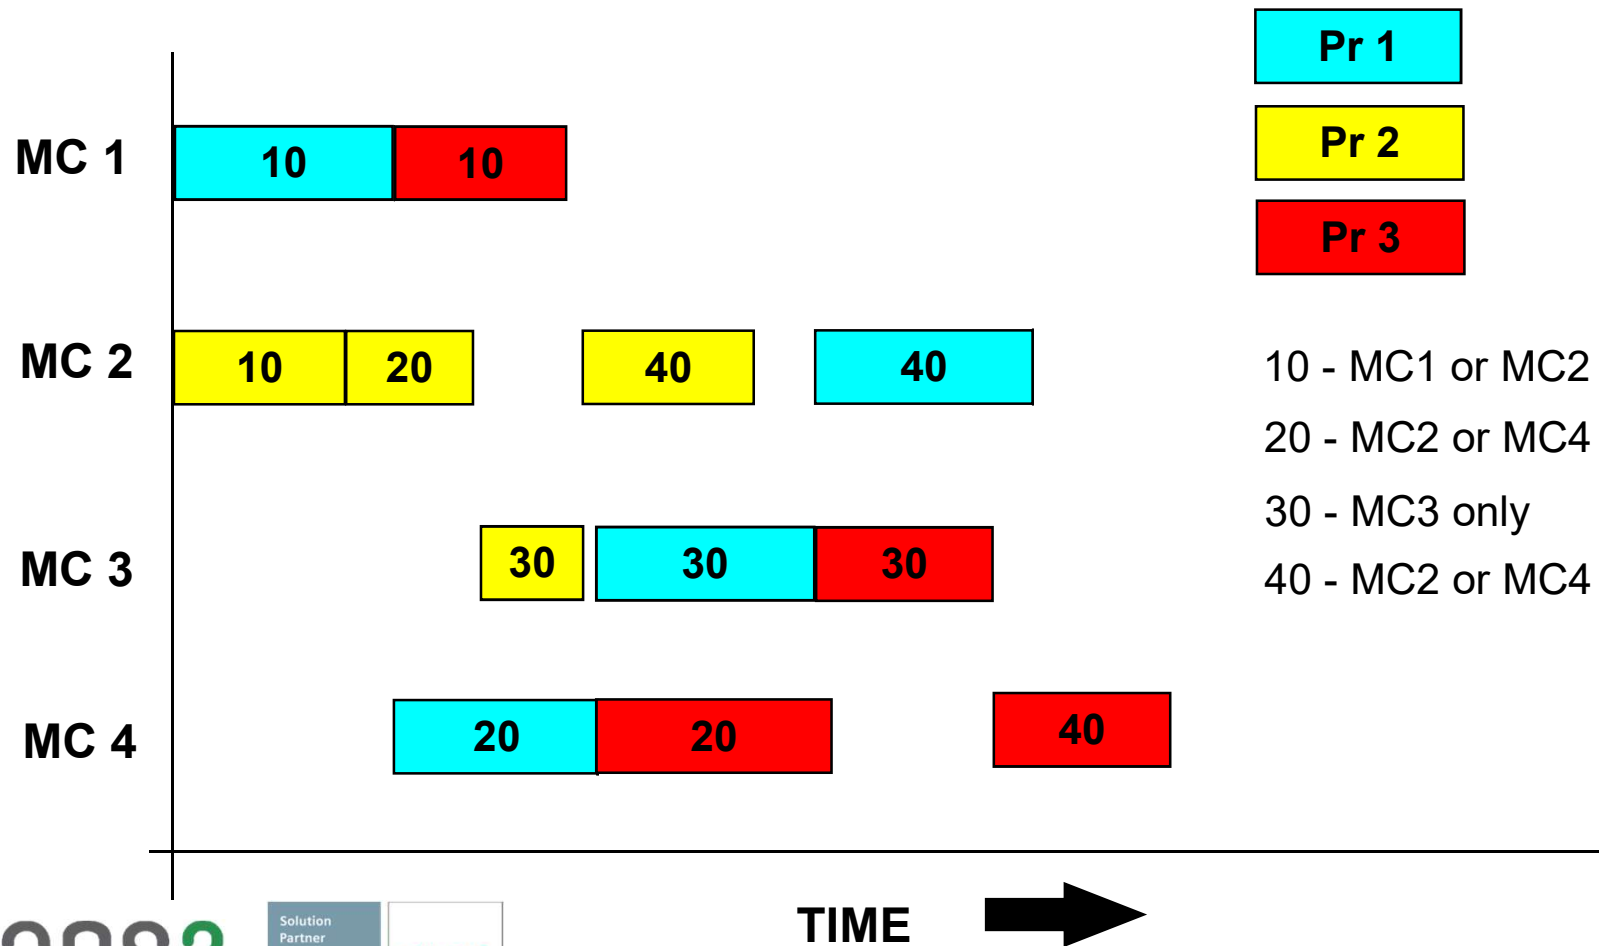 Pr 1
Pr 2
Pr 3
MC 1
10 10
MC 2
10 20 40 40
MC 3
30 30 30
MC 4
20 20 40
10 - MC1 or MC2
20 - MC2 or MC4
30 - MC3 only
40 - MC2 or MC4
TIME
Solution
Partner